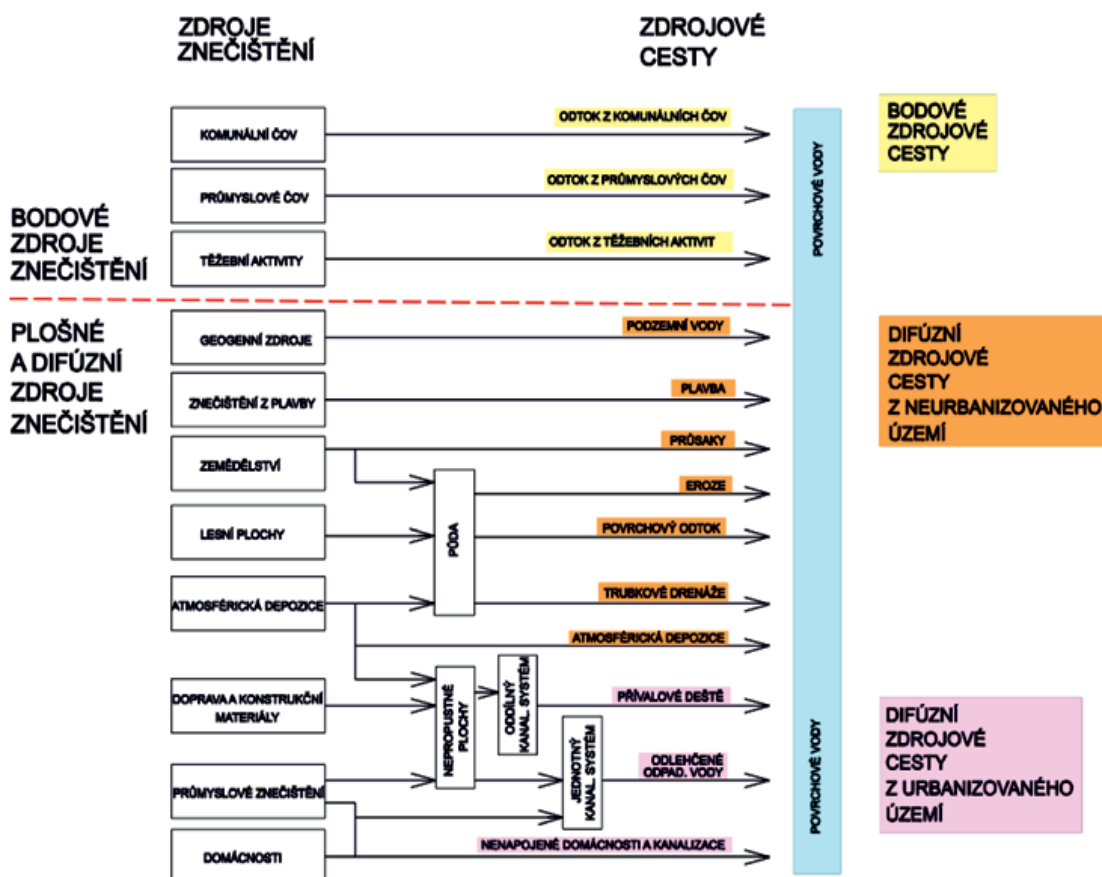 ZDROJE
ZNEČIŠTĚNÍ
ZDROJOVÉ
CESTY
BODOVÉ
ZDROJE
ZNEČIŠTĚNÍ
KOMUNÁLNÍ ČOV
ODTOK Z KOMUNÁLNÍCH ČOV
PRŮMYSLOVÉ ČOV
ODTOK Z PRŮMYSLOVÝCH ČOV
TĚŽEBNÍ AKTIVITY
ODTOK Z TĚŽEBNÍCH AKTIVIT
POVRCHOVÉ VODY
BODOVÉ
ZDROJOVÉ
CESTY
PLOŠNÉ
A DIFÚZNÍ
ZDROJE
ZNEČIŠTĚNÍ
GEOGENNÍ ZDROJE
PODZEMNÍ VODY
ZNEČIŠTĚNÍ Z PLAVBY
PLAVBA
ZEMĚDĚLSTVÍ
PRŮSAKY
EROZE
LESNÍ PLOCHY
PŮDA
POVRCHOVÝ ODTOK
ATMOSFÉRICKÁ DEPOZICE
TRUBKOVÉ DRENÁŽE
ATMOSFÉRICKÁ DEPOZICE
DIFÚZNÍ
ZDROJOVÉ
CESTY
Z NEURBANIZOVANÉHO
ÚZEMÍ
DOPRAVA A KONSTRUKČNÍ
MATERIÁLY
NEPROPUSTNÉ
PLOCHY
ODDÍLNÝ
KANAL. SYSTÉM
PŘÍVALOVÉ DEŠTĚ
PRŮMYSLOVÉ ZNEČIŠTĚNÍ
JEDNOTNÝ
KANAL. SYSTÉM
ODLEHČENÉ
ODPAD. VODY
DOMÁCNOSTI
NENAPOJENÉ DOMÁCNOSTI A KANALIZACE
POVRCHOVÉ VODY
DIFÚZNÍ
ZDROJOVÉ
CESTY
Z URBANIZOVANÉHO
ÚZEMÍ